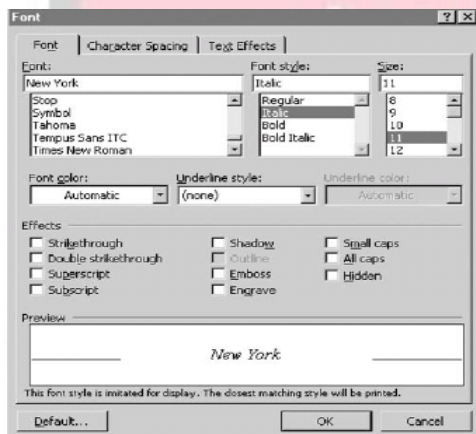 Font
Font Character Spacing Text Effects
Font: Font style: Size:
New York Italic 11
Stop Regular 8
Symbol Italic 9
Tahoma Bold 10
Tempus Sans ITC Bold Italic 11
Times New Roman 12
Font color: Underline style: Underline color:
Automatic (none) Automatic
Effects
Strikethrough Shadow Small caps
Double strikethrough Outline All caps
Superscript Emboss Hidden
Subscript Engrave
Preview
New York
This font style is imitated for display. The closest matching style will be printed.
Default... OK Cancel